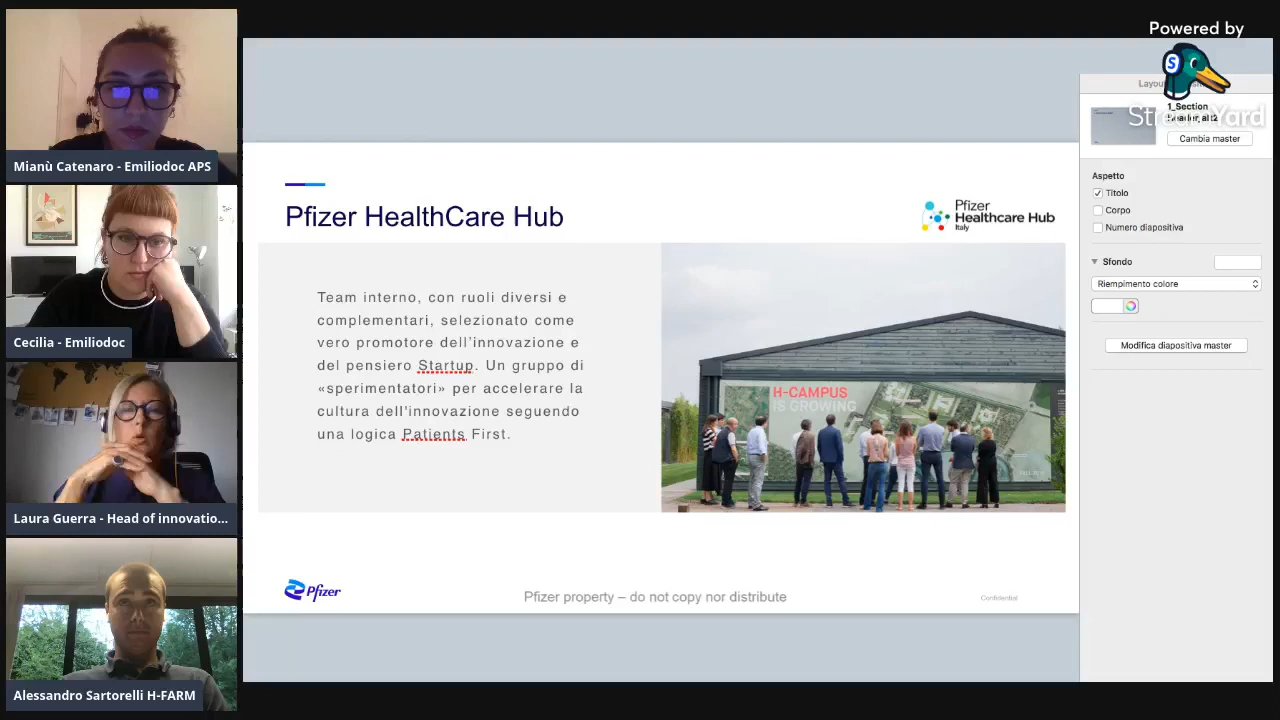 Powered by
StreamYard
Mianù Catenaro - Emiliodoc APS
Cecilia - Emiliodoc
Laura Guerra - Head of innovatio...
Alessandro Sartorelli H-FARM
Pfizer HealthCare Hub
Pfizer
Healthcare Hub
Italy
Team interno, con ruoli diversi e
complementari, selezionato come
vero promotore dell'innovazione e
del pensiero Startup. Un gruppo di
«sperimentatori» per accelerare la
cultura dell'innovazione seguendo
una logica Patients First.
H-CAMPUS
IS GROWING
Pfizer
Pfizer property – do not copy nor distribute
Confidential
1_Section
Header, alt2
Cambia master
Aspetto
Titolo
Corpo
Numero diapositiva
Sfondo
Riempimento colore
Modifica diapositiva master